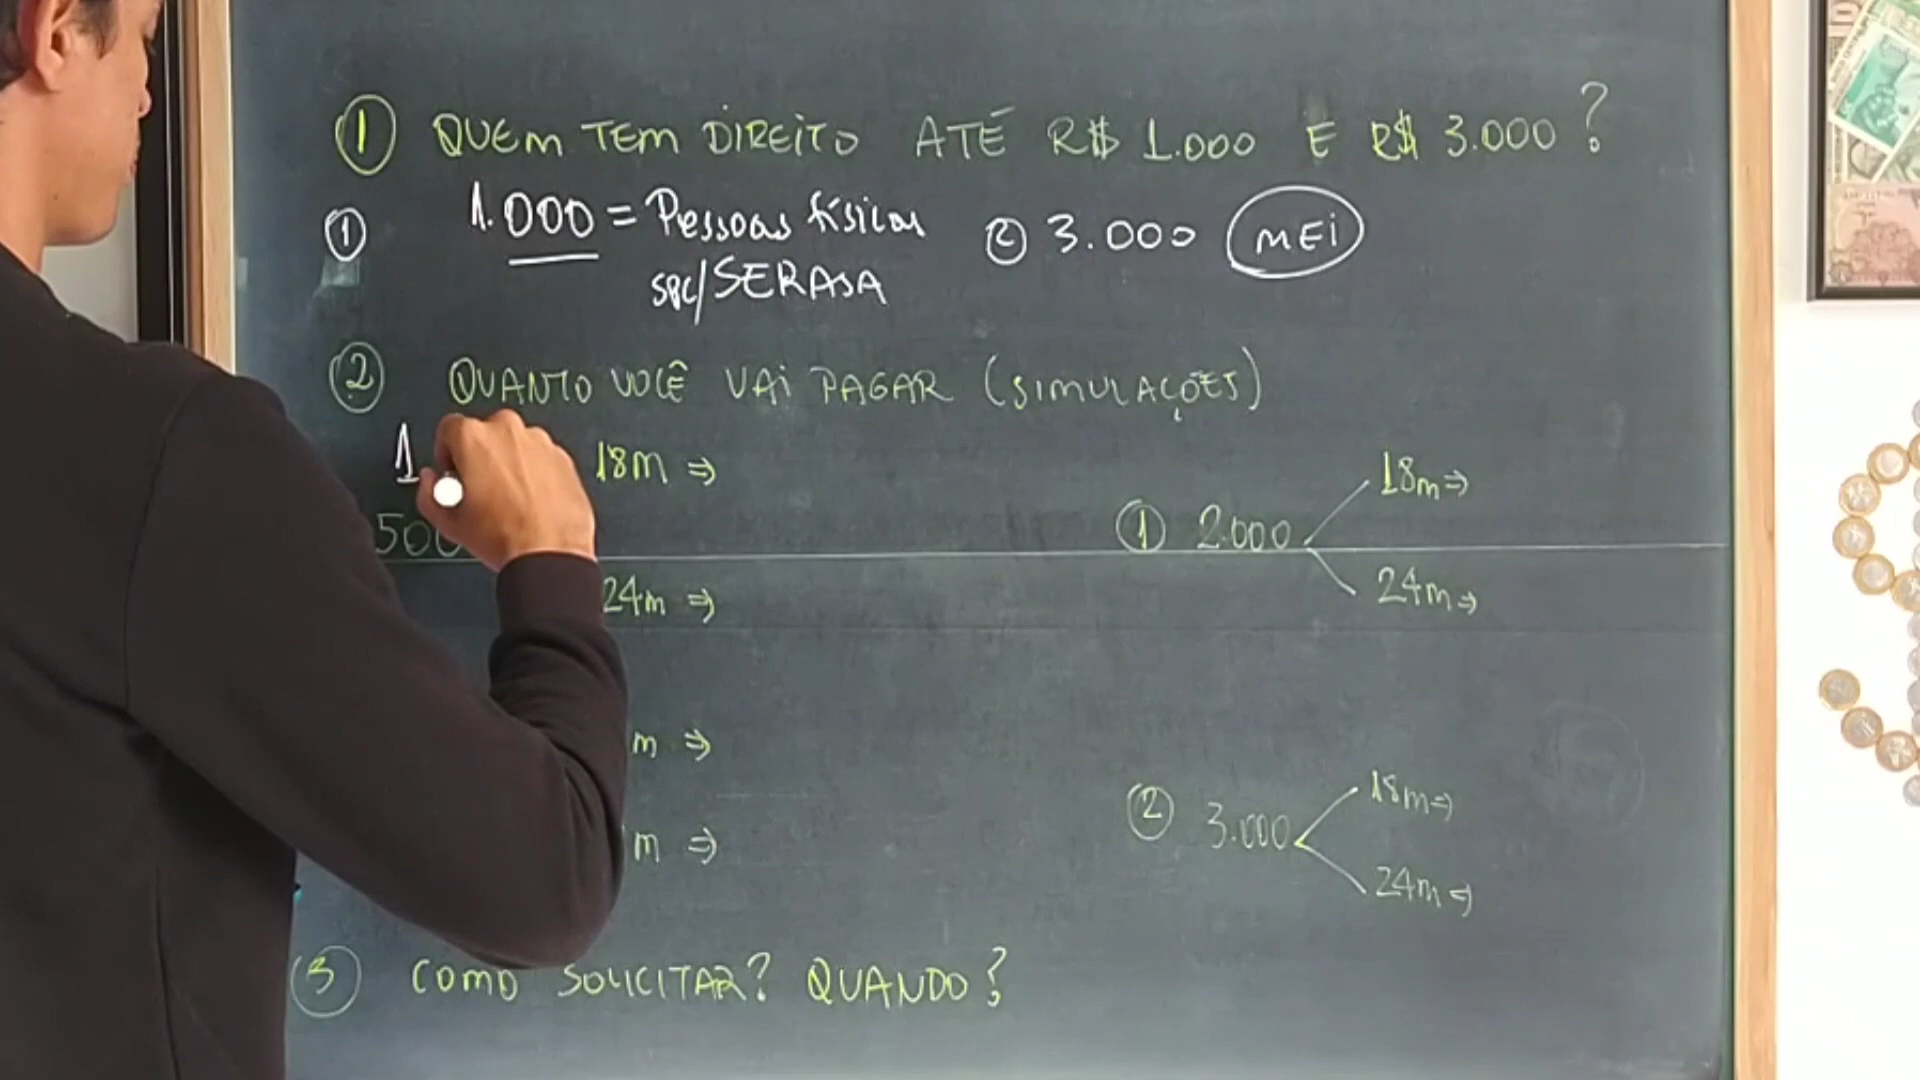 ① QUEM TEM DIREITO ATÉ R$ 1.000 E R$ 3.000?
① 1.000 = Pessoas físicas ② 3.000 MEi
SPC/SERASA
② QUANTO VOCÊ VAi PAGAR (SIMULAÇÕES)
1 18m ⇒
18m ⇒
500
① 2.000
24m ⇒
24m ⇒
m ⇒
18m ⇒
② 3.000
m ⇒
24m ⇒
3 COMO SOLICITAR? QUANDO?